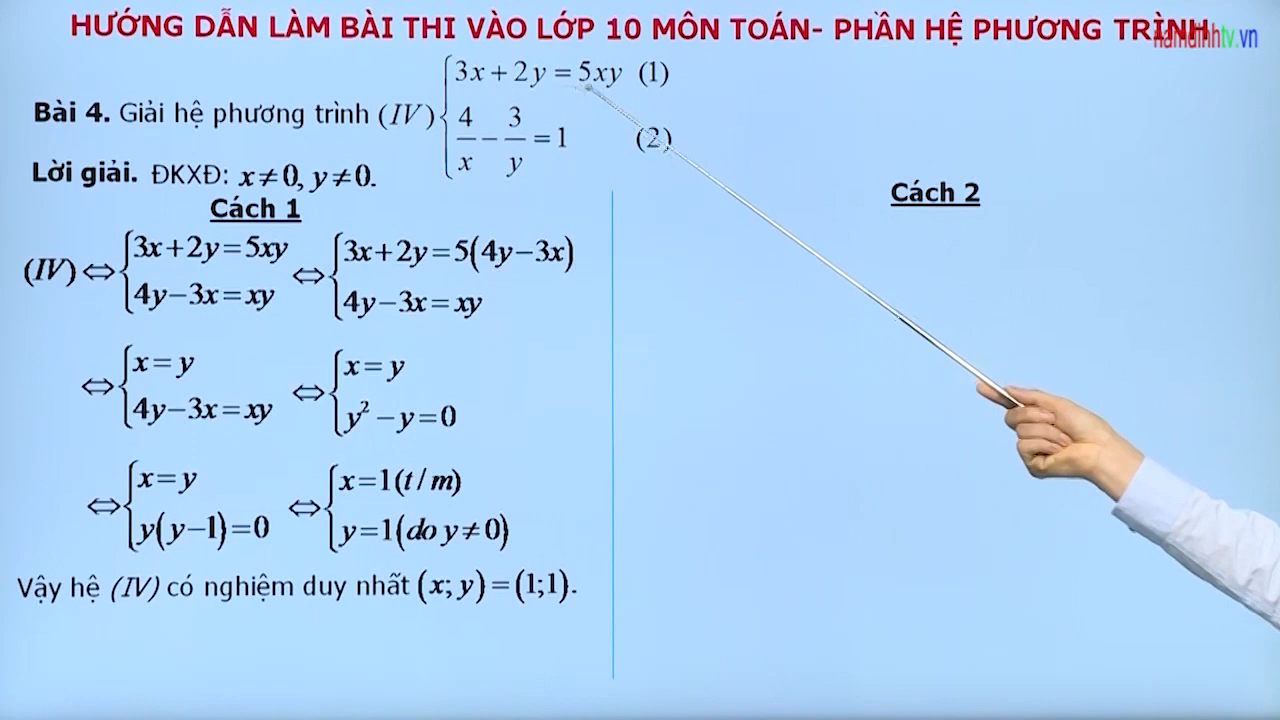 HƯỚNG DẪN LÀM BÀI THI VÀO LỚP 10 MÔN TOÁN- PHẦN HỆ PHƯƠNG TRÌNH
namdinhtv.vn
Bài 4. Giải hệ phương trình (IV) { 3x + 2y = 5xy (1)
4/x − 3/y = 1 (2)
Lời giải. ĐKXĐ: x ≠ 0, y ≠ 0.
Cách 1
(IV) ⇔ { 3x+2y=5xy ⇔ { 3x+2y=5(4y−3x)
4y−3x=xy 4y−3x=xy
⇔ { x=y ⇔ { x=y
4y−3x=xy y²−y=0
⇔ { x=y ⇔ { x=1(t/m)
y(y−1)=0 y=1(do y≠0)
Vậy hệ (IV) có nghiệm duy nhất (x; y)=(1;1).
Cách 2